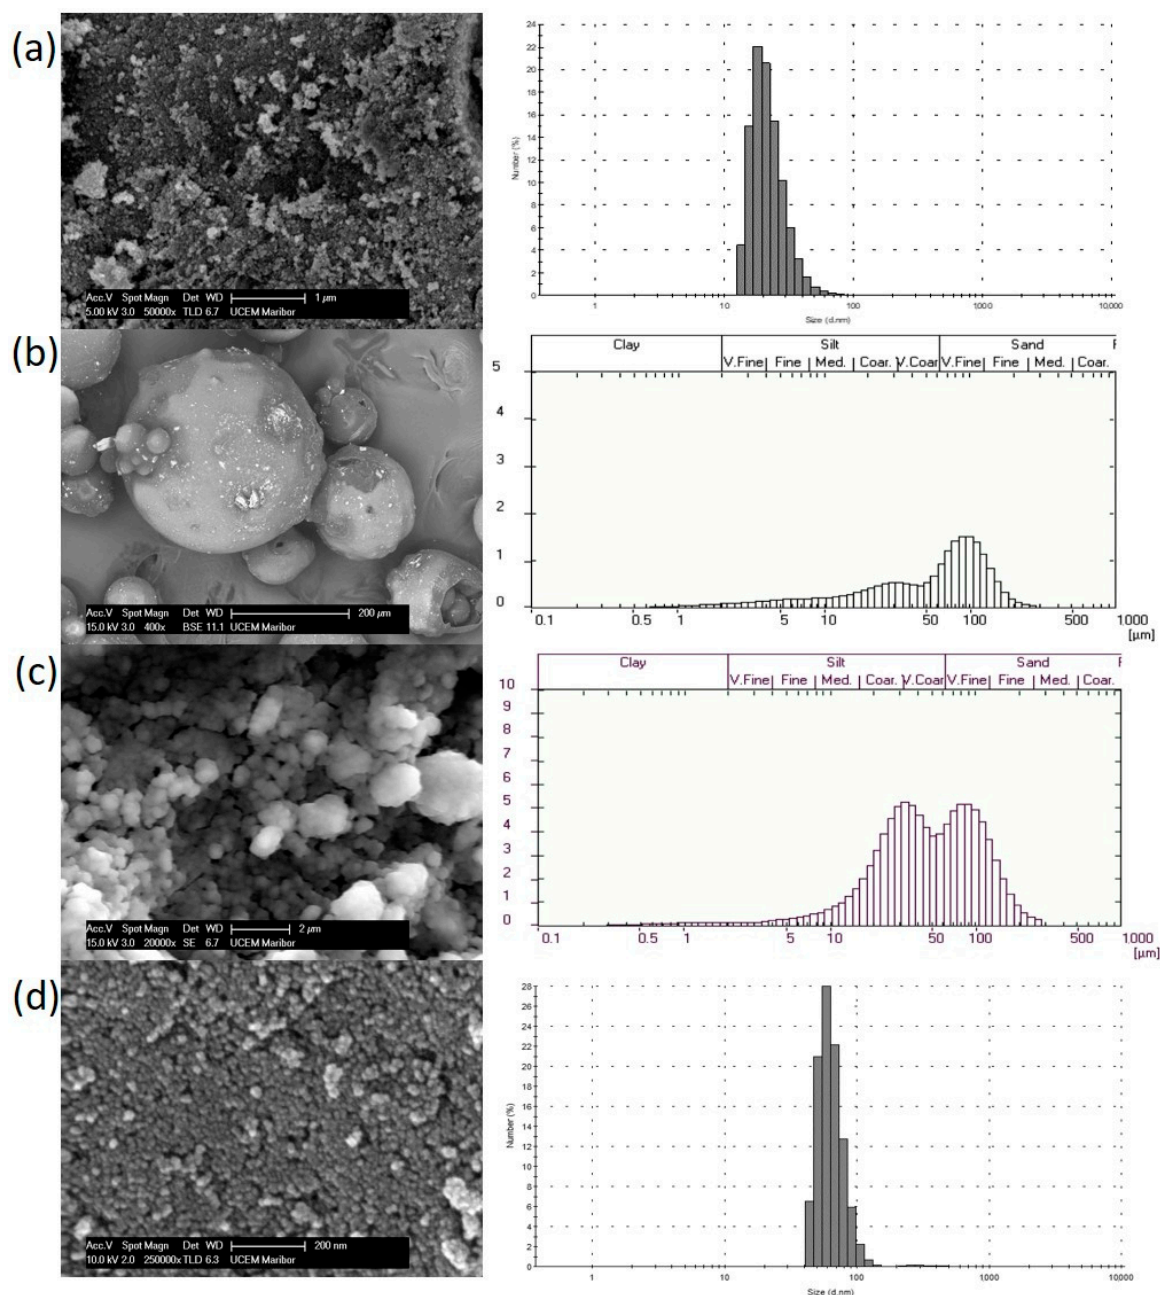 (a)
Acc.V Spot Magn Det WD 1 µm
5.00 kV 3.0 50000x TLD 6.7 UCEM Maribor
Number (%)
24
22
20
18
16
14
12
10
8
6
4
2
0
1 10 100 1000 10,000
Size (d.nm)
(b)
Acc.V Spot Magn Det WD 200 µm
15.0 kV 3.0 400x BSE 11.1 UCEM Maribor
Clay Silt Sand F
V.Fine Fine Med. Coar. V.Coar V.Fine Fine Med. Coar.
5
4
3
2
1
0
0.1 0.5 1 5 10 50 100 500 1000
[µm]
(c)
Acc.V Spot Magn Det WD 2 µm
15.0 kV 3.0 20000x SE 6.7 UCEM Maribor
Clay Silt Sand F
V.Fine Fine Med. Coar. V.Coar V.Fine Fine Med. Coar.
10
9
8
7
6
5
4
3
2
1
0
0.1 0.5 1 5 10 50 100 500 1000
[µm]
(d)
Acc.V Spot Magn Det WD 200 nm
10.0 kV 2.0 250000x TLD 6.3 UCEM Maribor
Number (%)
28
26
24
22
20
18
16
14
12
10
8
6
4
2
0
1 10 100 1,000 10000
Size (d.nm)